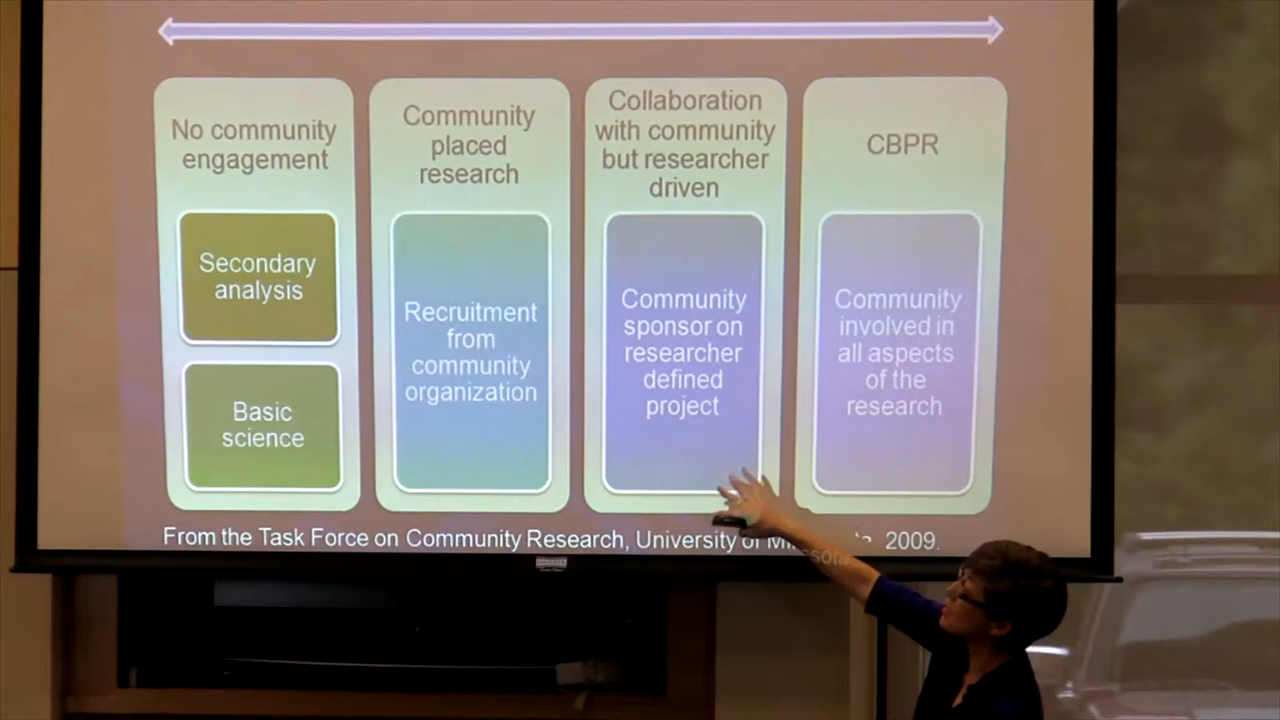 No community
engagement
Secondary
analysis
Basic
science
Community
placed
research
Recruitment
from
community
organization
Collaboration
with community
but researcher
driven
Community
sponsor on
researcher
defined
project
CBPR
Community
involved in
all aspects
of the
research
From the Task Force on Community Research, University of 2009.